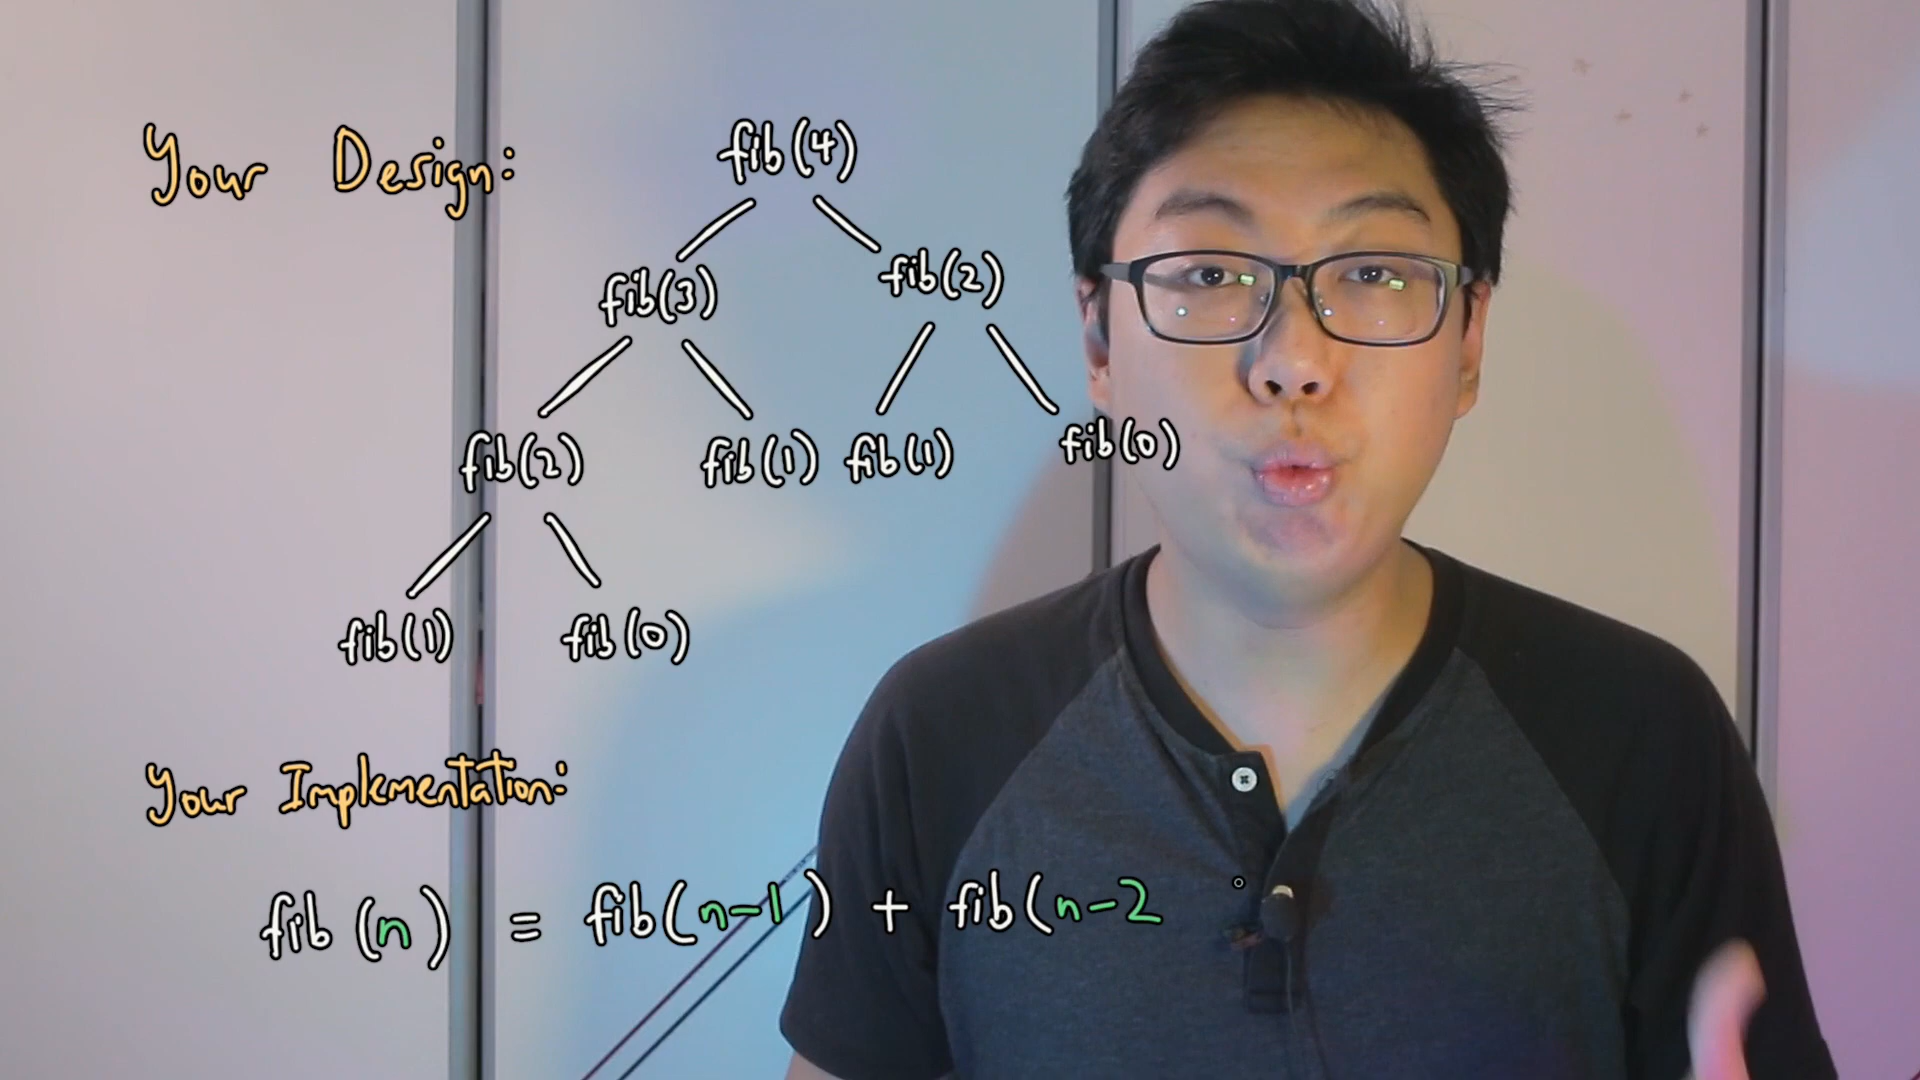 Your Design:
fib(4)
fib(3) fib(2)
fib(2) fib(1) fib(1) fib(0)
fib(1) fib(0)
Your Implementation:
fib(n) = fib(n-1) + fib(n-2